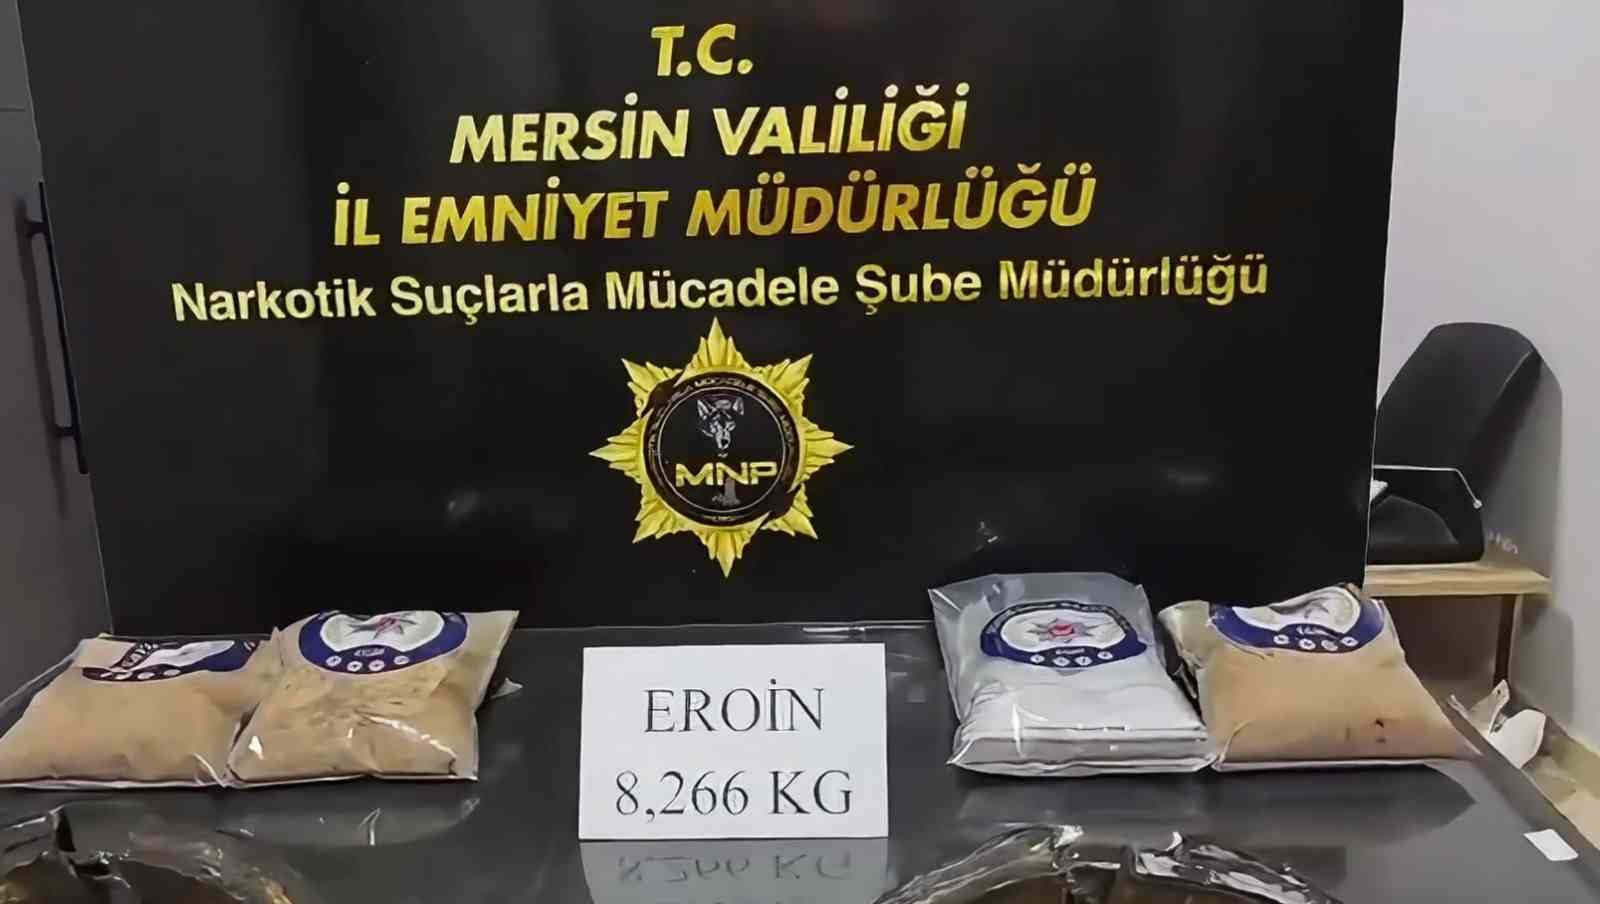 T.C.
MERSİN VALİLİĞİ
İL EMNİYET MÜDÜRLÜĞÜ
Narkotik Suçlarla Mücadele Şube Müdürlüğü
MNP
EROİN
8,266 KG